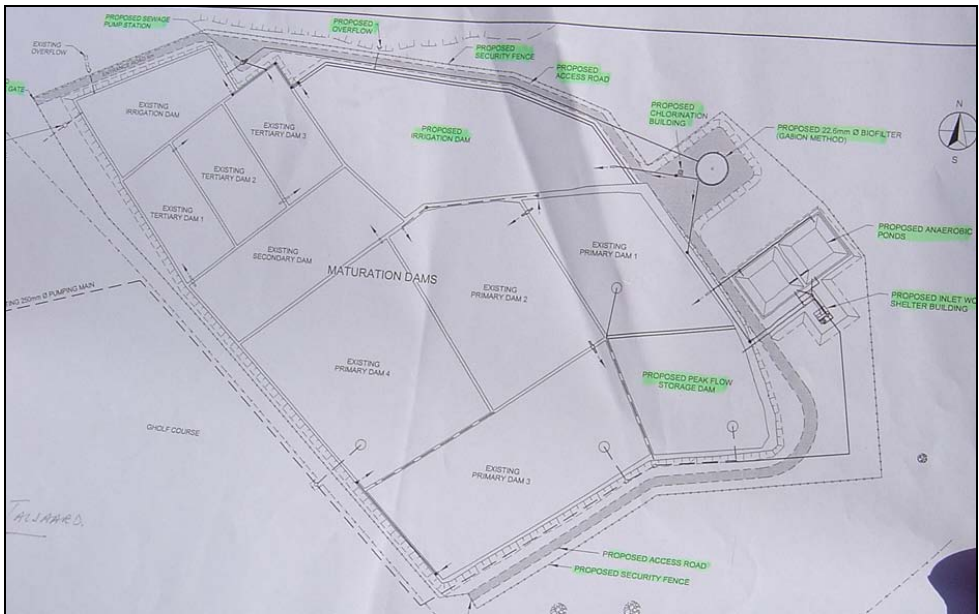 PROPOSED SEWAGE
PUMP STATION
PROPOSED
OVERFLOW
EXISTING
OVERFLOW
PROPOSED
SECURITY FENCE
PROPOSED
ACCESS ROAD
GATE
EXISTING
IRRIGATION DAM
EXISTING
TERTIARY DAM 3
PROPOSED
IRRIGATION DAM
PROPOSED
CHLORINATION
BUILDING
PROPOSED 22.6mm Ø BIOFILTER
(GABION METHOD)
N
S
EXISTING
TERTIARY DAM 2
EXISTING
TERTIARY DAM 1
EXISTING
SECONDARY DAM
EXISTING
PRIMARY DAM 1
PROPOSED ANAEROBIC
PONDS
MATURATION DAMS
EXISTING
PRIMARY DAM 2
TING 250mm Ø PUMPING MAIN
PROPOSED INLET WO
SHELTER BUILDING
EXISTING
PRIMARY DAM 4
PROPOSED PEAK FLOW
STORAGE DAM
GHOLF COURSE
EXISTING
PRIMARY DAM 3
PROPOSED ACCESS ROAD
PROPOSED SECURITY FENCE